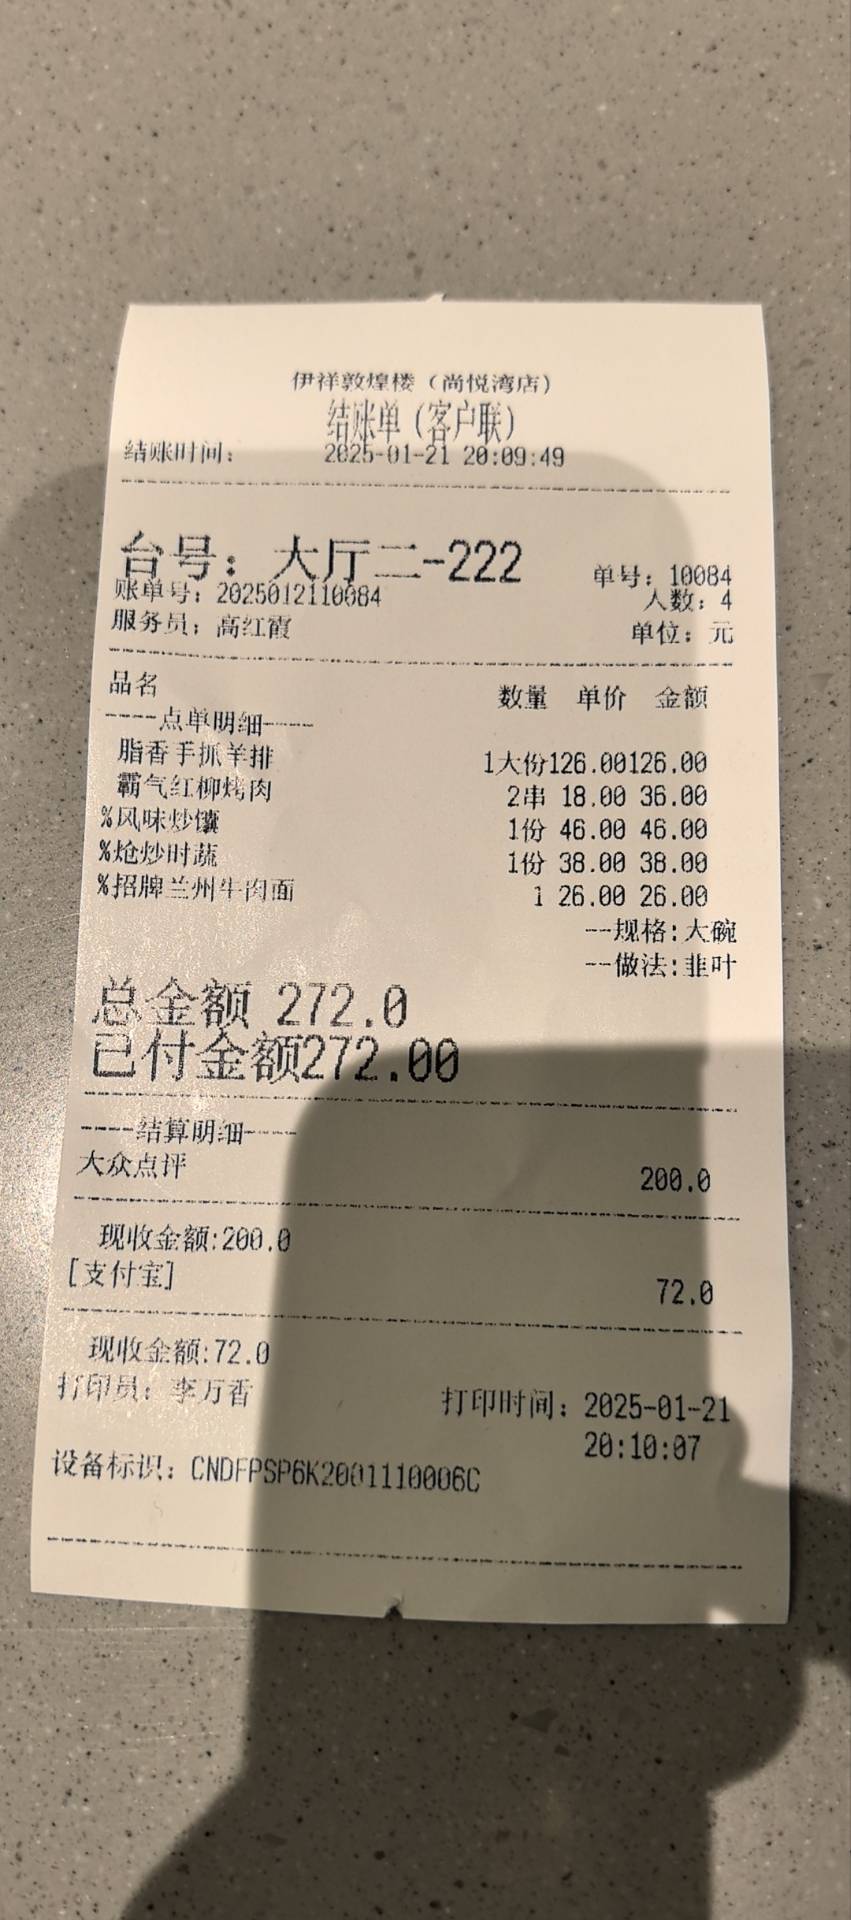 伊祥敦煌楼（尚悦湾店）
结账单（客户联）
结账时间： 2025-01-21 20:09:49
台号：大厅二-222 单号：10084
账单号：2025012110084 人数：4
服务员：高红霞 单位：元
品名 数量 单价 金额
----点单明细----
脂香手抓羊排 1大份126.00126.00
霸气红柳烤肉 2串 18.00 36.00
%风味炒馕 1份 46.00 46.00
%炝炒时蔬 1份 38.00 38.00
%招牌兰州牛肉面 1 26.00 26.00
--规格:大碗
--做法:韭叶
总金额 272.0
已付金额272.00
----结算明细----
大众点评 200.0
现收金额:200.0
[支付宝] 72.0
现收金额:72.0
打印员：李万香 打印时间：2025-01-21
20:10:07
设备标识：CNDFPSP6K2001110006C